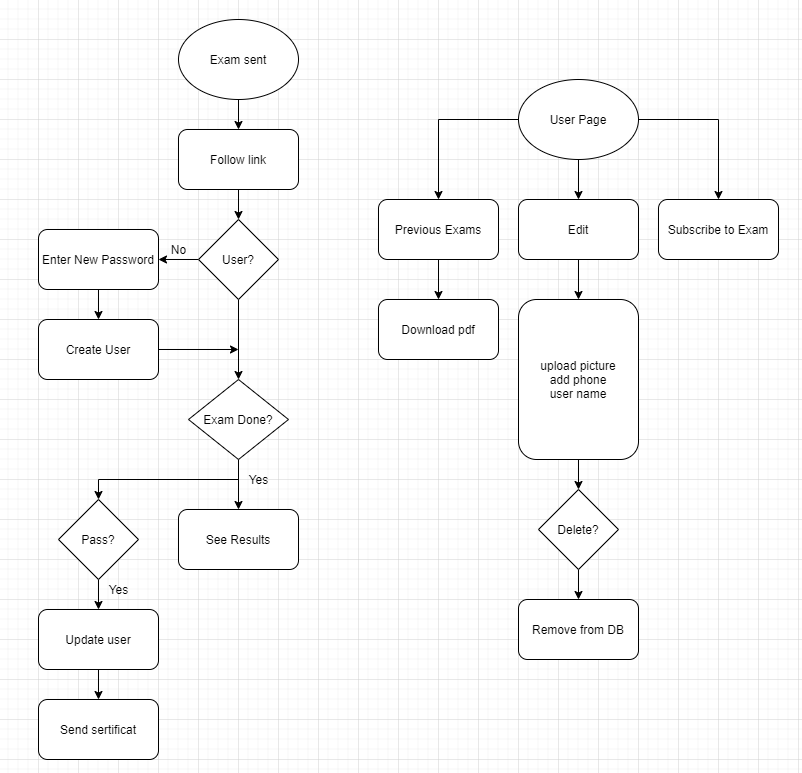 Exam sent
Follow link
User?
No
Enter New Password
Create User
Exam Done?
Yes
Pass?
See Results
Yes
Update user
Send sertificat
User Page
Previous Exams
Edit
Subscribe to Exam
Download pdf
upload picture
add phone
user name
Delete?
Remove from DB